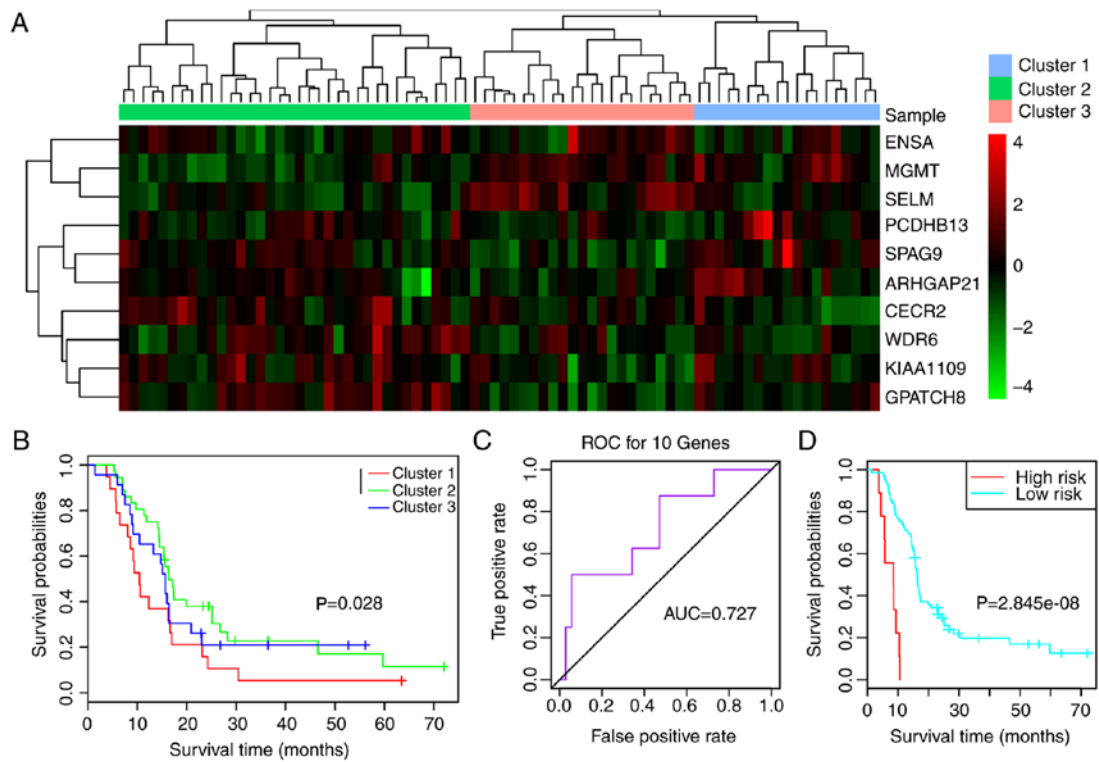 A
Cluster 1
Cluster 2
Cluster 3
Sample
ENSA
MGMT
SELM
PCDHB13
SPAG9
ARHGAP21
CECR2
WDR6
KIAA1109
GPATCH8
4
2
0
−2
−4
B
Survival probabilities
1.0
0.8
0.6
0.4
0.2
0.0
Cluster 1
Cluster 2
Cluster 3
P=0.028
0 10 20 30 40 50 60 70
Survival time (months)
C
ROC for 10 Genes
True positive rate
1.0
0.8
0.6
0.4
0.2
0.0
AUC=0.727
0.0 0.2 0.4 0.6 0.8 1.0
False positive rate
D
Survival probabilities
1.0
0.8
0.6
0.4
0.2
0.0
High risk
Low risk
P=2.845e-08
0 10 30 50 70
Survival time (months)